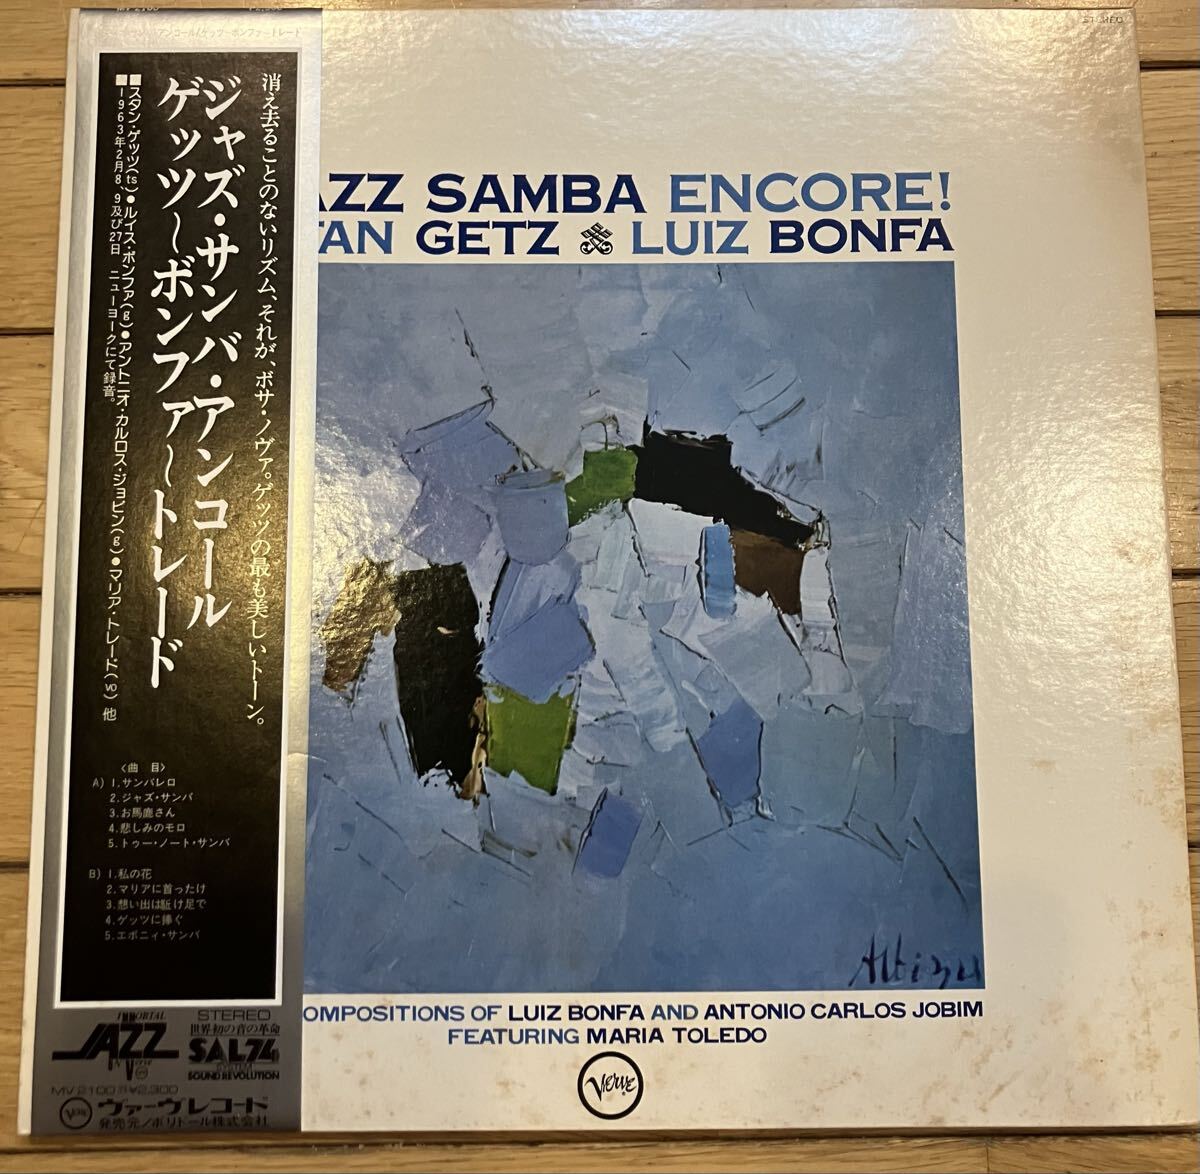 STEREO
消え去ることのないリズム、それが、ボサ・ノヴァ。ゲッツの最も美しいトーン。
ジャズ・サンバ・アンコール
ゲッツ〜ボンファ〜トレード
■スタン・ゲッツ(ts)●ルイス・ボンファ(g)●アントニオ・カルロス・ジョビン(g)●マリア・トレード(vo)他
■1963年2月8、9及び27日 ニューヨークにて録音。
〈曲 目〉
A) 1.サンバレロ
2.ジャズ・サンバ
3.お馬鹿さん
4.悲しみのモロ
5.トゥー・ノート・サンバ
B) 1.私の花
2.マリアに首ったけ
3.想い出は駈け足で
4.ゲッツに捧ぐ
5.エボニィ・サンバ
IMMORTAL
JAZZ
STEREO
世界初の音の革命
SAL74
SYSTEM
SOUND REVOLUTION
MV 2100 ¥2,300
Verve ヴァーヴレコード
発売元/ポリドール株式会社
AZZ SAMBA ENCORE!
TAN GETZ LUIZ BONFA
Albizu
OMPOSITIONS OF LUIZ BONFA AND ANTONIO CARLOS JOBIM
FEATURING MARIA TOLEDO
Verve